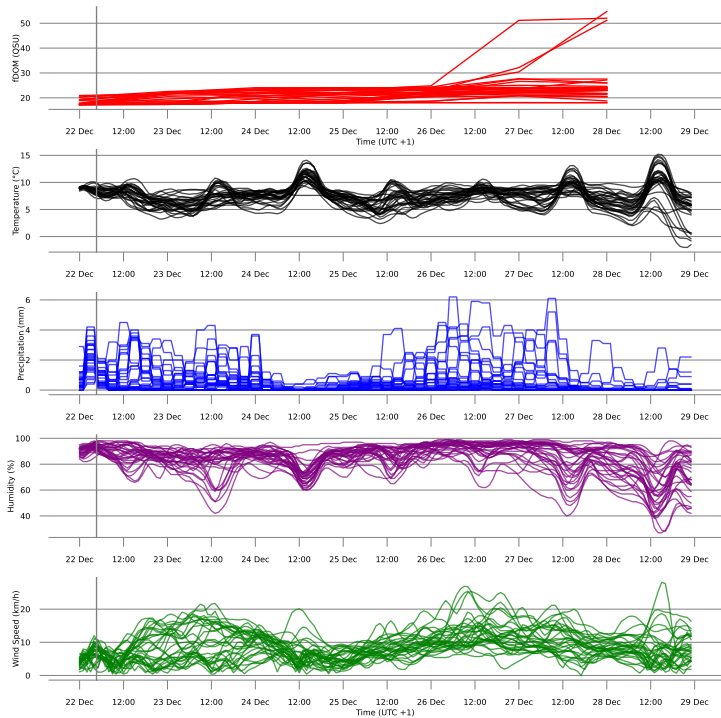 fDOM (QSU)
50
40
30
20
22 Dec 12:00 23 Dec 12:00 24 Dec 12:00 25 Dec 12:00 26 Dec 12:00 27 Dec 12:00 28 Dec 12:00 29 Dec
Time (UTC +1)
Temperature (°C)
15
10
5
0
22 Dec 12:00 23 Dec 12:00 24 Dec 12:00 25 Dec 12:00 26 Dec 12:00 27 Dec 12:00 28 Dec 12:00 29 Dec
Precipitation (mm)
6
4
2
0
22 Dec 12:00 23 Dec 12:00 24 Dec 12:00 25 Dec 12:00 26 Dec 12:00 27 Dec 12:00 28 Dec 12:00 29 Dec
Humidity (%)
100
80
60
40
22 Dec 12:00 23 Dec 12:00 24 Dec 12:00 25 Dec 12:00 26 Dec 12:00 27 Dec 12:00 28 Dec 12:00 29 Dec
Wind Speed (km/h)
20
10
0
22 Dec 12:00 23 Dec 12:00 24 Dec 12:00 25 Dec 12:00 26 Dec 12:00 27 Dec 12:00 28 Dec 12:00 29 Dec
Time (UTC +1)